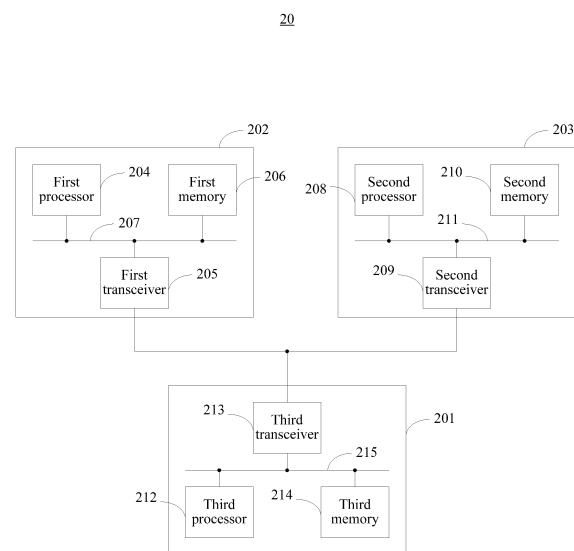 20
202
203
First
processor
204
First
memory
206
Second
processor
208
210
Second
memory
207
211
First
transceiver
205
209
Second
transceiver
213
Third
transceiver
201
215
212
Third
processor
214
Third
memory